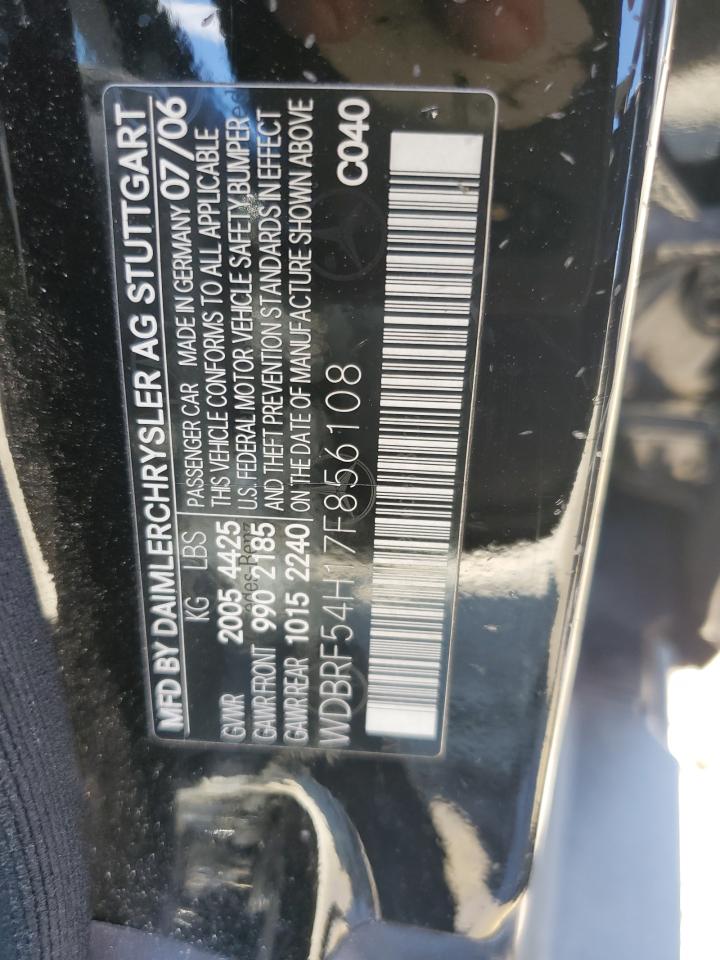 MFD BY DAIMLERCHRYSLER AG STUTTGART
KG LBS PASSENGER CAR MADE IN GERMANY 07/06
GVWR 2005 4425 THIS VEHICLE CONFORMS TO ALL APPLICABLE
U.S. FEDERAL MOTOR VEHICLE SAFETY, BUMPER
GAWR FRONT 990 2185 AND THEFT PREVENTION STANDARDS IN EFFECT
GAWR REAR 1015 2240 ON THE DATE OF MANUFACTURE SHOWN ABOVE
WDBRF54H17F856108 C040